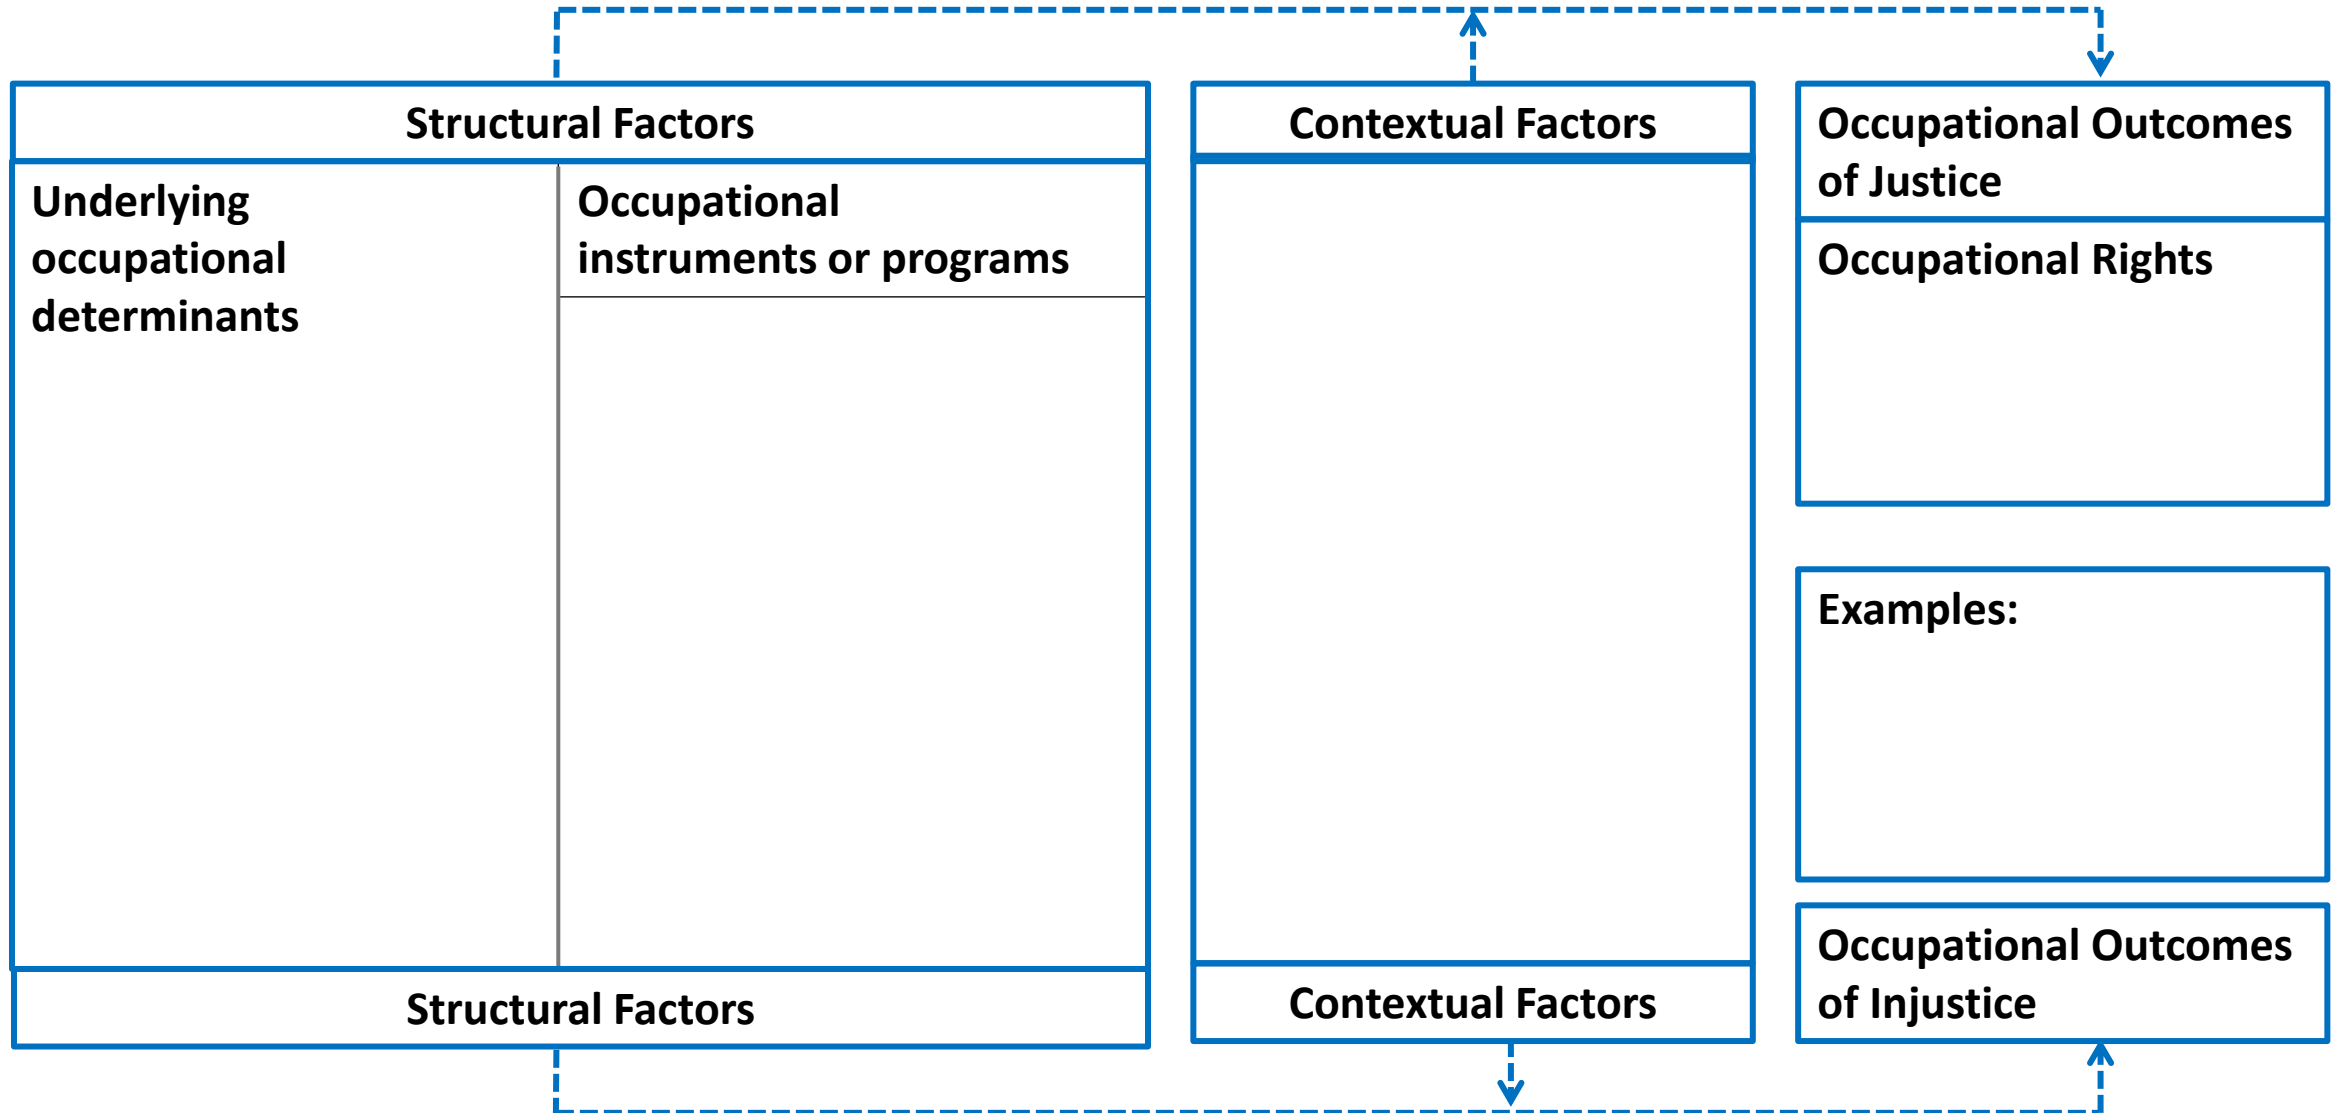 Structural Factors
Underlying
occupational
determinants
Occupational
instruments or programs
Structural Factors
Contextual Factors
Contextual Factors
Occupational Outcomes
of Justice
Occupational Rights
Examples:
Occupational Outcomes
of Injustice